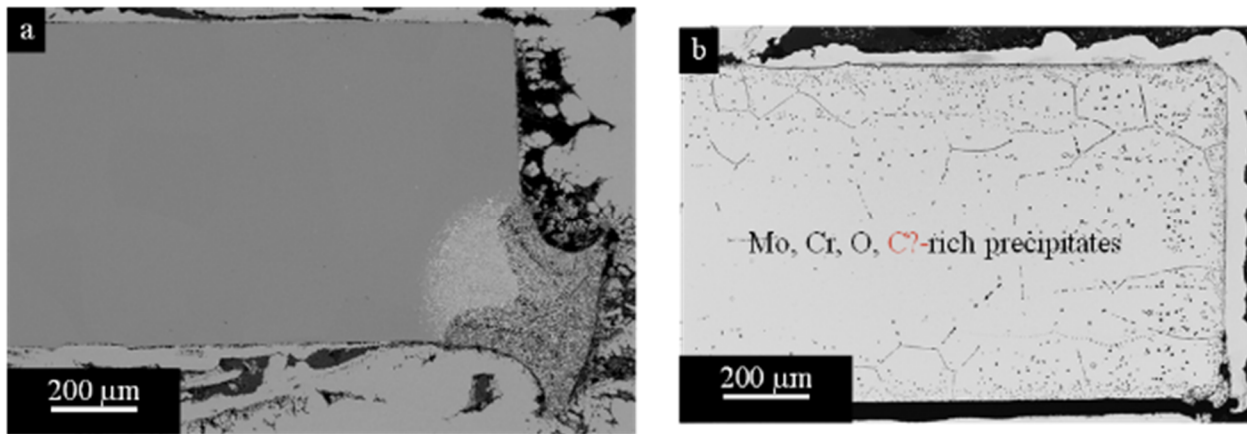 a
b
Mo, Cr, O, C?-rich precipitates
200 μm
200 μm